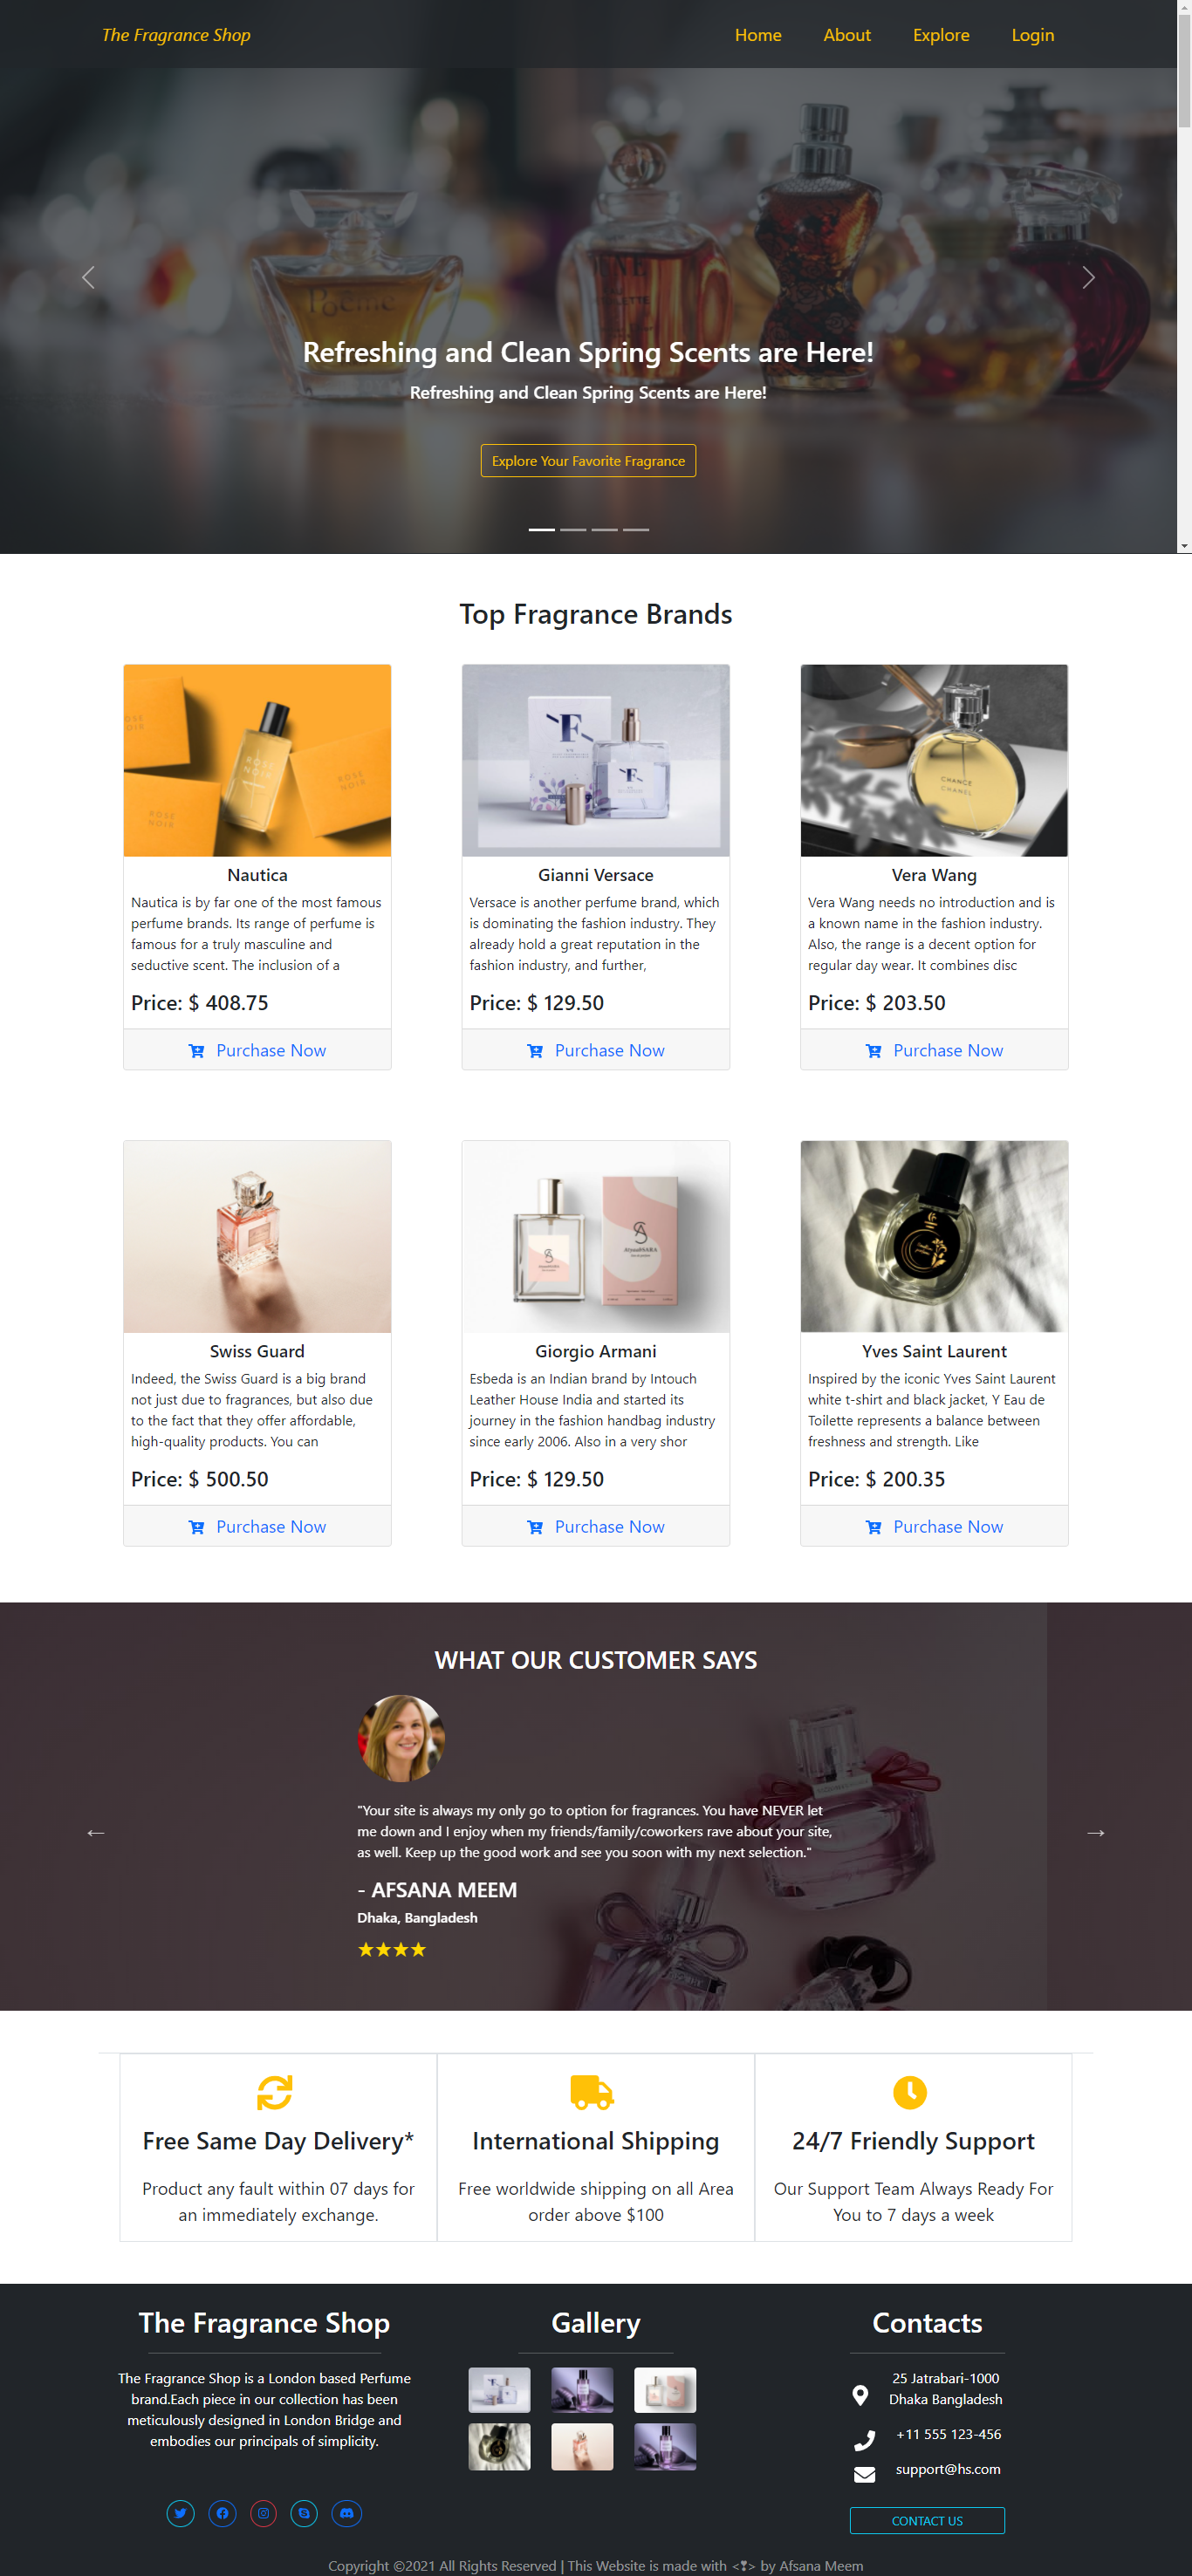 The Fragrance Shop
Home About Explore Login
Poême
Refreshing and Clean Spring Scents are Here!
Refreshing and Clean Spring Scents are Here!
Explore Your Favorite Fragrance
Top Fragrance Brands
ROSE NOIR
ROSE NOIR
ROSE NOIR
F
F
CHANCE
CHANEL
Nautica
Nautica is by far one of the most famous
perfume brands. Its range of perfume is
famous for a truly masculine and
seductive scent. The inclusion of a
Price: $ 408.75
Purchase Now
Gianni Versace
Versace is another perfume brand, which
is dominating the fashion industry. They
already hold a great reputation in the
fashion industry, and further,
Price: $ 129.50
Purchase Now
Vera Wang
Vera Wang needs no introduction and is
a known name in the fashion industry.
Also, the range is a decent option for
regular day wear. It combines disc
Price: $ 203.50
Purchase Now
Swiss Guard
Indeed, the Swiss Guard is a big brand
not just due to fragrances, but also due
to the fact that they offer affordable,
high-quality products. You can
Price: $ 500.50
Purchase Now
Giorgio Armani
Esbeda is an Indian brand by Intouch
Leather House India and started its
journey in the fashion handbag industry
since early 2006. Also in a very shor
Price: $ 129.50
Purchase Now
Yves Saint Laurent
Inspired by the iconic Yves Saint Laurent
white t-shirt and black jacket, Y Eau de
Toilette represents a balance between
freshness and strength. Like
Price: $ 200.35
Purchase Now
WHAT OUR CUSTOMER SAYS
"Your site is always my only go to option for fragrances. You have NEVER let
me down and I enjoy when my friends/family/coworkers rave about your site,
as well. Keep up the good work and see you soon with my next selection."
- AFSANA MEEM
Dhaka, Bangladesh
★★★★
Free Same Day Delivery*
Product any fault within 07 days for
an immediately exchange.
International Shipping
Free worldwide shipping on all Area
order above $100
24/7 Friendly Support
Our Support Team Always Ready For
You to 7 days a week
The Fragrance Shop
The Fragrance Shop is a London based Perfume
brand.Each piece in our collection has been
meticulously designed in London Bridge and
embodies our principals of simplicity.
Gallery
Contacts
25 Jatrabari-1000
Dhaka Bangladesh
+11 555 123-456
support@hs.com
CONTACT US
Copyright ©2021 All Rights Reserved | This Website is made with <❣> by Afsana Meem